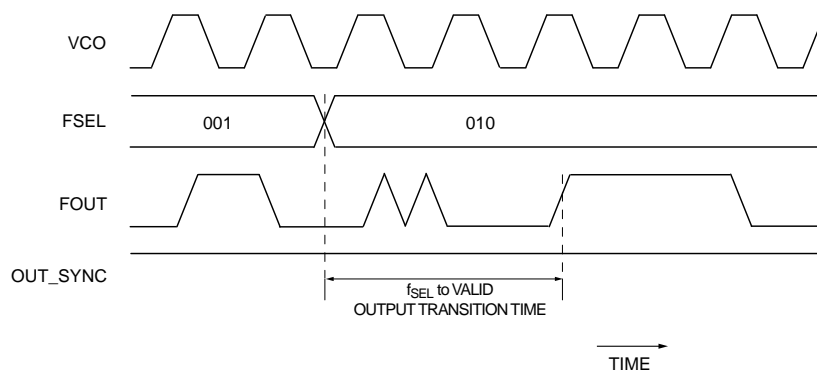 VCO
FSEL
001
010
FOUT
OUT_SYNC
fSEL to VALID
OUTPUT TRANSITION TIME
TIME